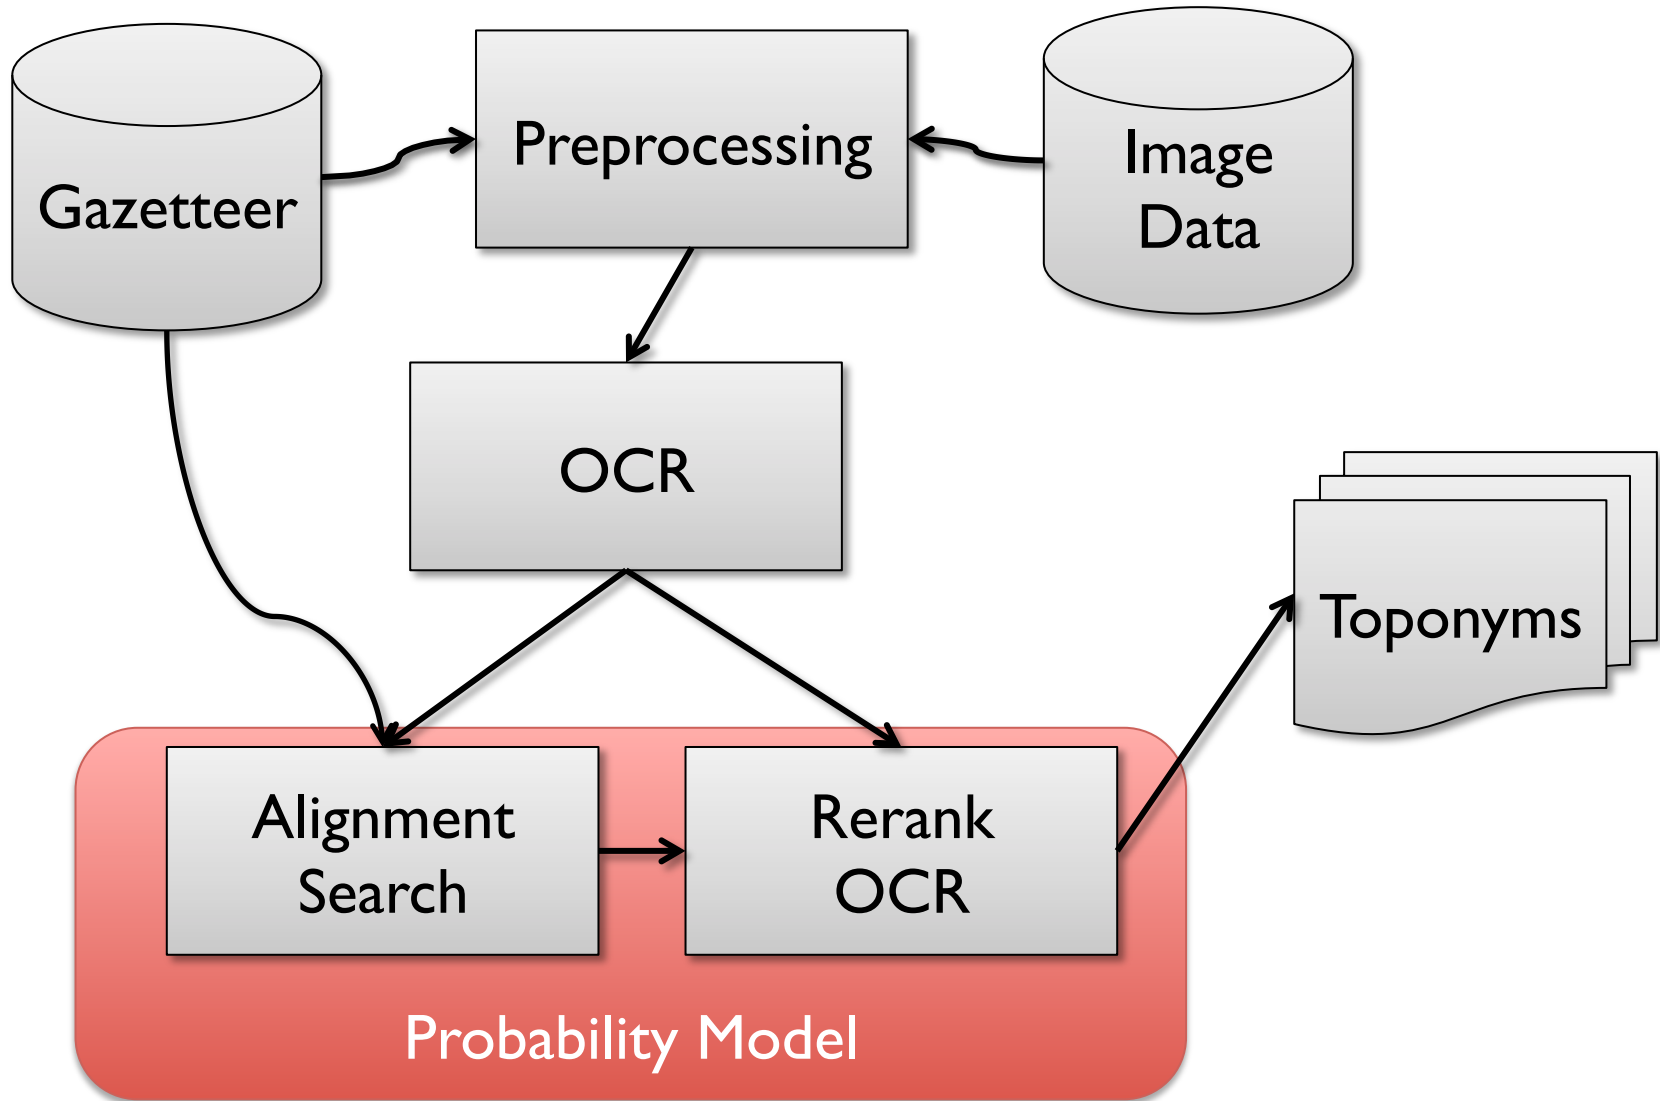 Gazetteer
Preprocessing
Image
Data
OCR
Toponyms
Alignment
Search
Rerank
OCR
Probability Model